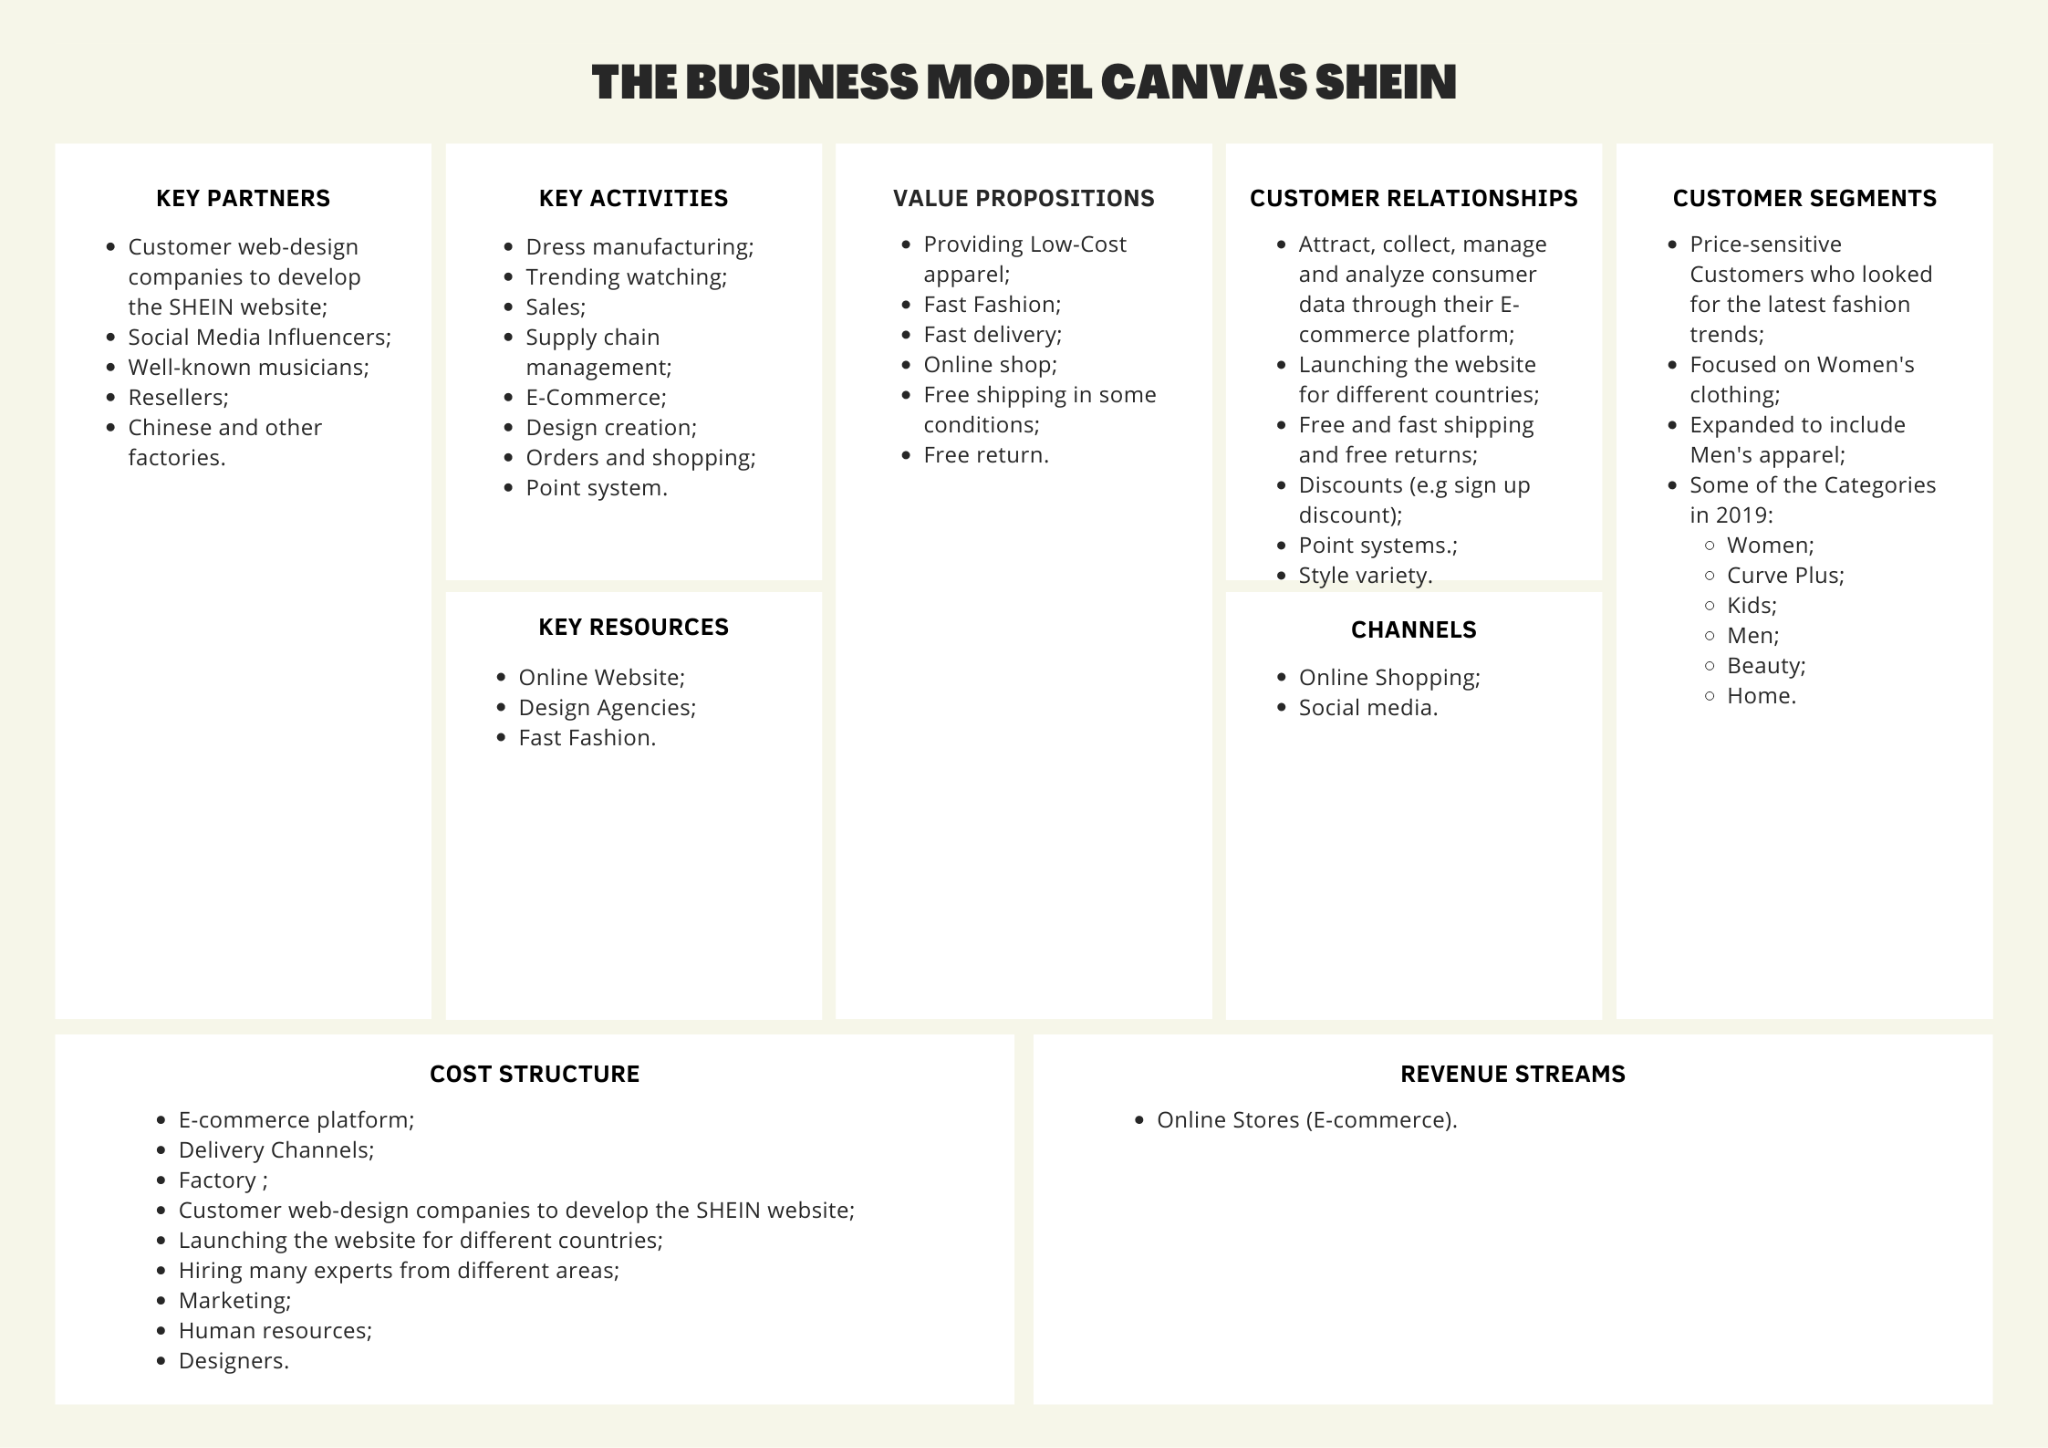 THE BUSINESS MODEL CANVAS SHEIN
KEY PARTNERS
• Customer web-design
companies to develop
the SHEIN website;
• Social Media Influencers;
• Well-known musicians;
• Resellers;
• Chinese and other
factories.
KEY ACTIVITIES
• Dress manufacturing;
• Trending watching;
• Sales;
• Supply chain
management;
• E-Commerce;
• Design creation;
• Orders and shopping;
• Point system.
KEY RESOURCES
• Online Website;
• Design Agencies;
• Fast Fashion.
VALUE PROPOSITIONS
• Providing Low-Cost
apparel;
• Fast Fashion;
• Fast delivery;
• Online shop;
• Free shipping in some
conditions;
• Free return.
CUSTOMER RELATIONSHIPS
• Attract, collect, manage
and analyze consumer
data through their E-
commerce platform;
• Launching the website
for different countries;
• Free and fast shipping
and free returns;
• Discounts (e.g sign up
discount);
• Point systems.;
• Style variety.
CHANNELS
• Online Shopping;
• Social media.
CUSTOMER SEGMENTS
• Price-sensitive
Customers who looked
for the latest fashion
trends;
• Focused on Women's
clothing;
• Expanded to include
Men's apparel;
• Some of the Categories
in 2019:
○ Women;
○ Curve Plus;
○ Kids;
○ Men;
○ Beauty;
○ Home.
COST STRUCTURE
• E-commerce platform;
• Delivery Channels;
• Factory ;
• Customer web-design companies to develop the SHEIN website;
• Launching the website for different countries;
• Hiring many experts from different areas;
• Marketing;
• Human resources;
• Designers.
REVENUE STREAMS
• Online Stores (E-commerce).